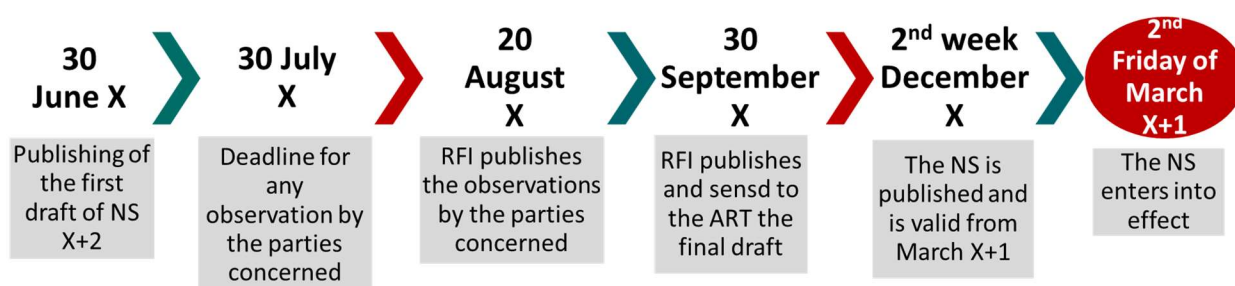 30
June X
Publishing of
the first
draft of NS
X+2
30 July
X
Deadline for
any
observation by
the parties
concerned
20
August
X
RFI publishes
the observations
by the parties
concerned
30
September
X
RFI publishes
and sensd to
the ART the
final draft
2nd week
December
X
The NS is
published and
is valid from
March X+1
2nd
Friday of
March
X+1
The NS
enters into
effect